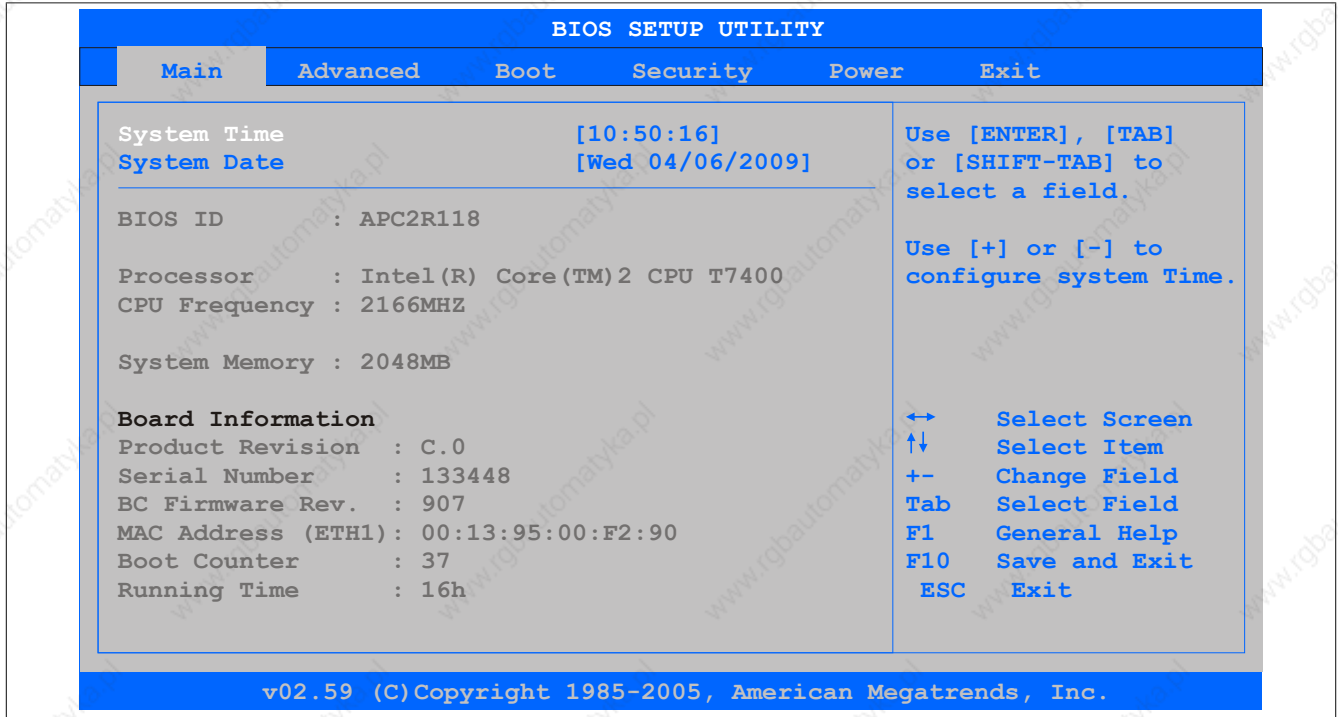 BIOS SETUP UTILITY
Main Advanced Boot Security Power Exit
System Time [10:50:16]
System Date [Wed 04/06/2009]
BIOS ID : APC2R118
Processor : Intel(R) Core(TM)2 CPU T7400
CPU Frequency : 2166MHZ
System Memory : 2048MB
Board Information
Product Revision : C.0
Serial Number : 133448
BC Firmware Rev. : 907
MAC Address (ETH1): 00:13:95:00:F2:90
Boot Counter : 37
Running Time : 16h
Use [ENTER], [TAB]
or [SHIFT-TAB] to
select a field.
Use [+] or [-] to
configure system Time.
↔ Select Screen
↑↓ Select Item
+- Change Field
Tab Select Field
F1 General Help
F10 Save and Exit
ESC Exit
v02.59 (C)Copyright 1985-2005, American Megatrends, Inc.
www.rgbautomatyka.pl